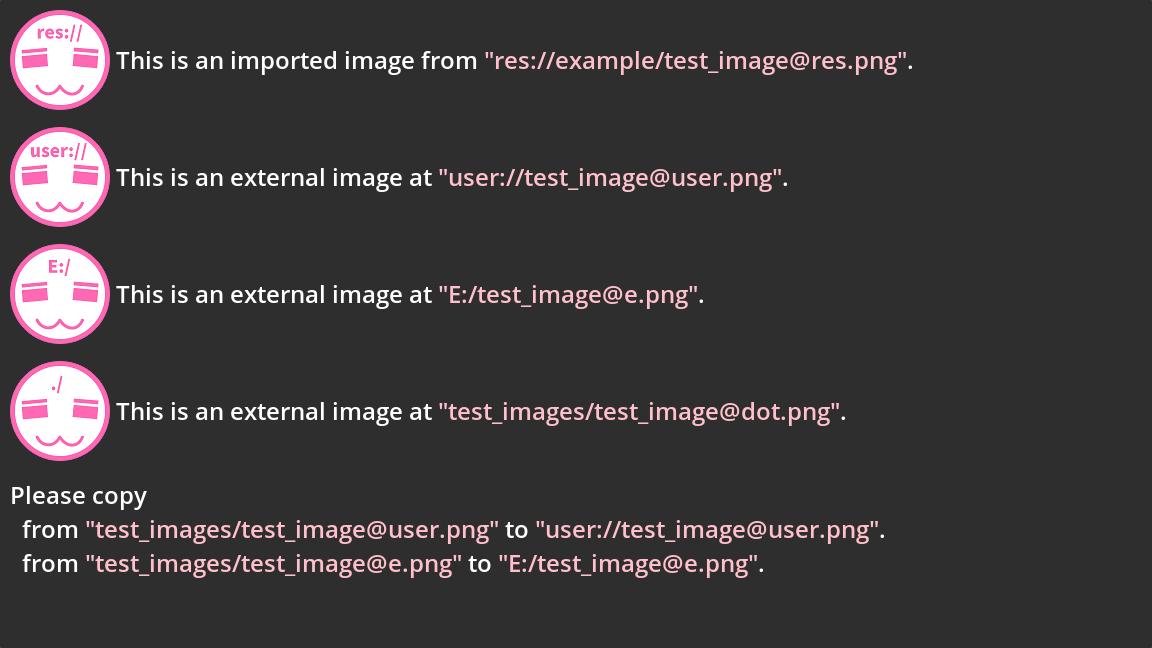 res://
This is an imported image from "res://example/test_image@res.png".
user://
This is an external image at "user://test_image@user.png".
E:/
This is an external image at "E:/test_image@e.png".
./
This is an external image at "test_images/test_image@dot.png".
Please copy
from "test_images/test_image@user.png" to "user://test_image@user.png".
from "test_images/test_image@e.png" to "E:/test_image@e.png".